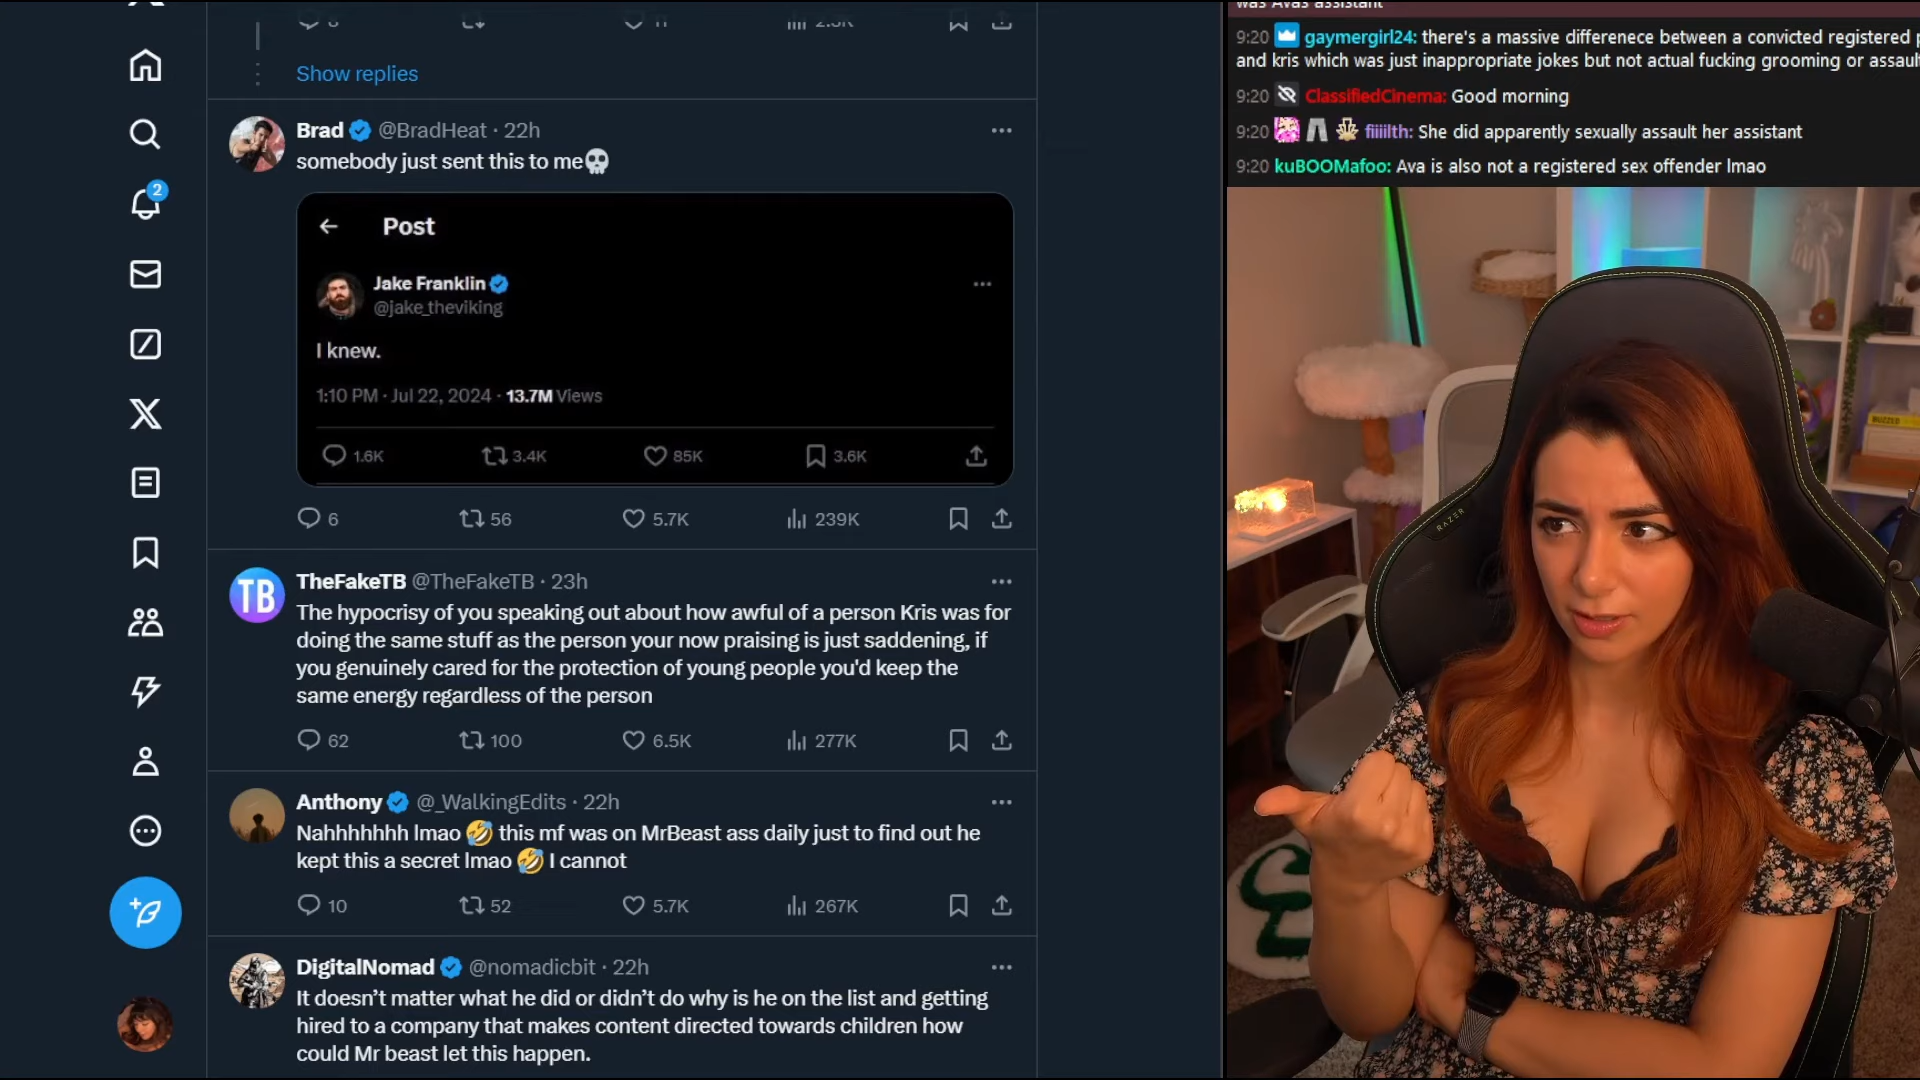 Show replies
Brad @BradHeat · 22h
somebody just sent this to me💀
Post
Jake Franklin
@jake_theviking
I knew.
1:10 PM · Jul 22, 2024 · 13.7M Views
1.6K 3.4K 85K 3.6K
6 56 5.7K 239K
TB
TheFakeTB @TheFakeTB · 23h
The hypocrisy of you speaking out about how awful of a person Kris was for
doing the same stuff as the person your now praising is just saddening, if
you genuinely cared for the protection of young people you'd keep the
same energy regardless of the person
62 100 6.5K 277K
Anthony @_WalkingEdits · 22h
Nahhhhhhh lmao 🤣 this mf was on MrBeast ass daily just to find out he
kept this a secret lmao 🤣 I cannot
10 52 5.7K 267K
DigitalNomad @nomadicbit · 22h
It doesn't matter what he did or didn't do why is he on the list and getting
hired to a company that makes content directed towards children how
could Mr beast let this happen.
2
was Avas assistant
9:20 gaymergirl24: there's a massive differenece between a convicted registered
and kris which was just inappropriate jokes but not actual fucking grooming or assaul
9:20 ClassifiedCinema: Good morning
9:20 fiiiilth: She did apparently sexually assault her assistant
9:20 kuBOOMafoo: Ava is also not a registered sex offender lmao
RAZER